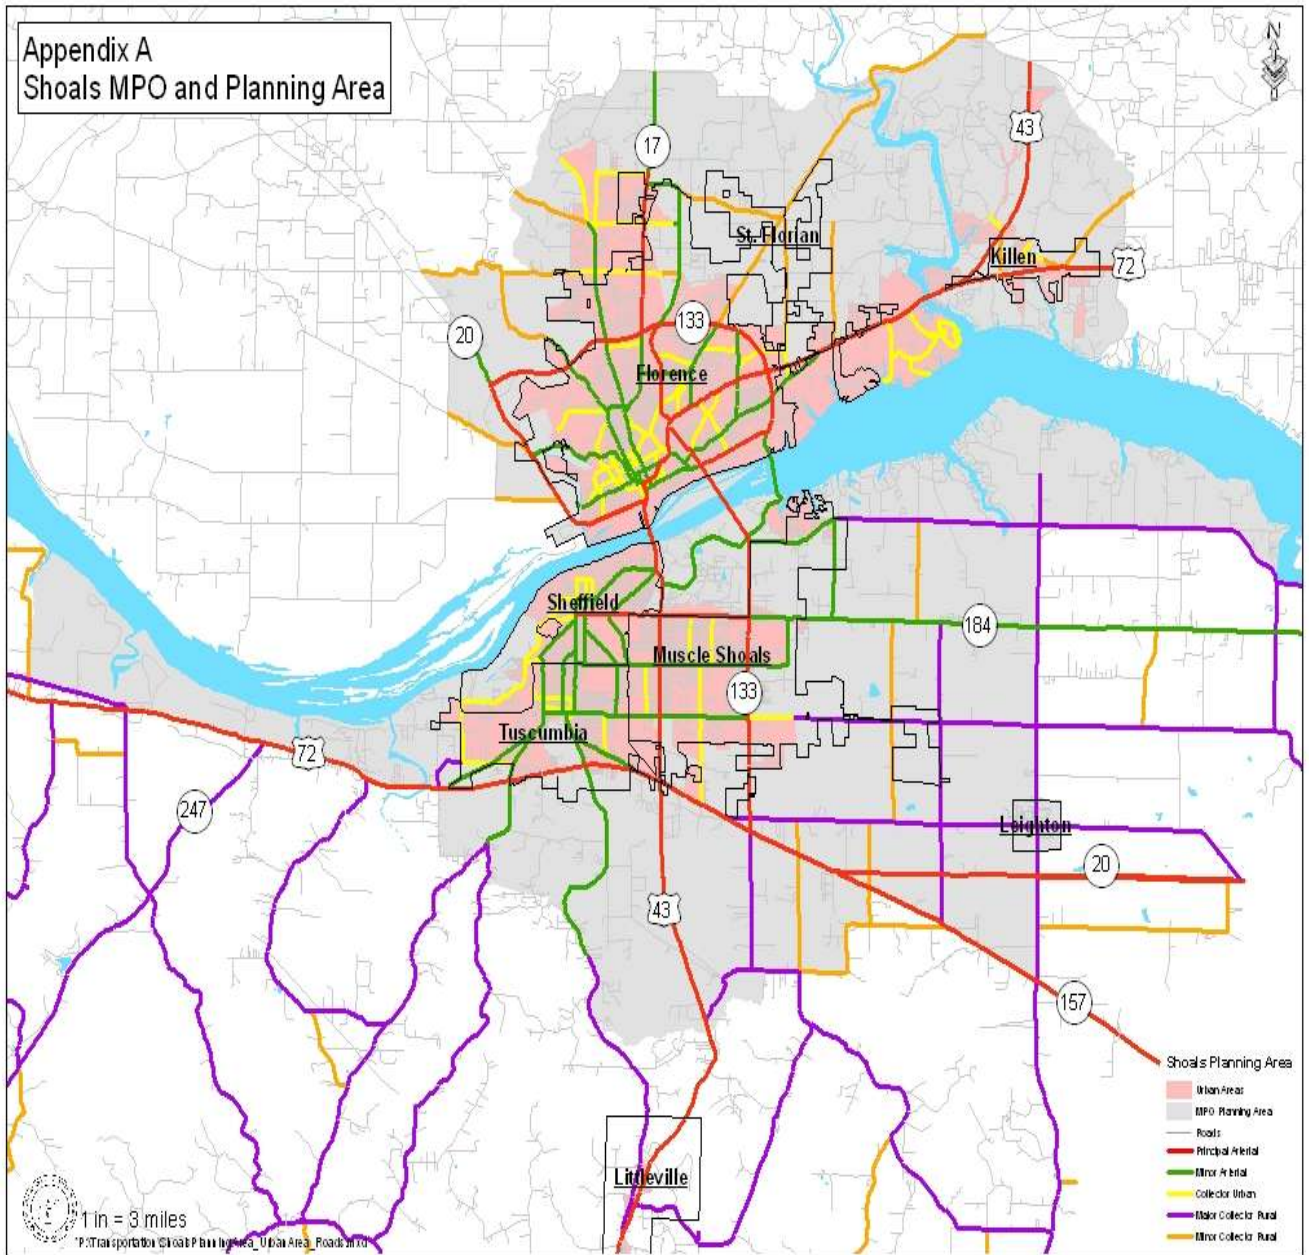 Appendix A
Shoals MPO and Planning Area
N
43
17
St. Florian
Killen
72
133
20
Florence
Sheffield
184
Muscle Shoals
133
Tuscumbia
72
247
Leighton
20
43
157
Shoals Planning Area
Urban Areas
MPO Planning Area
Roads
Principal Arterial
Minor Arterial
Collector Urban
Major Collector Rural
Minor Collector Rural
Littleville
1 in = 3 miles